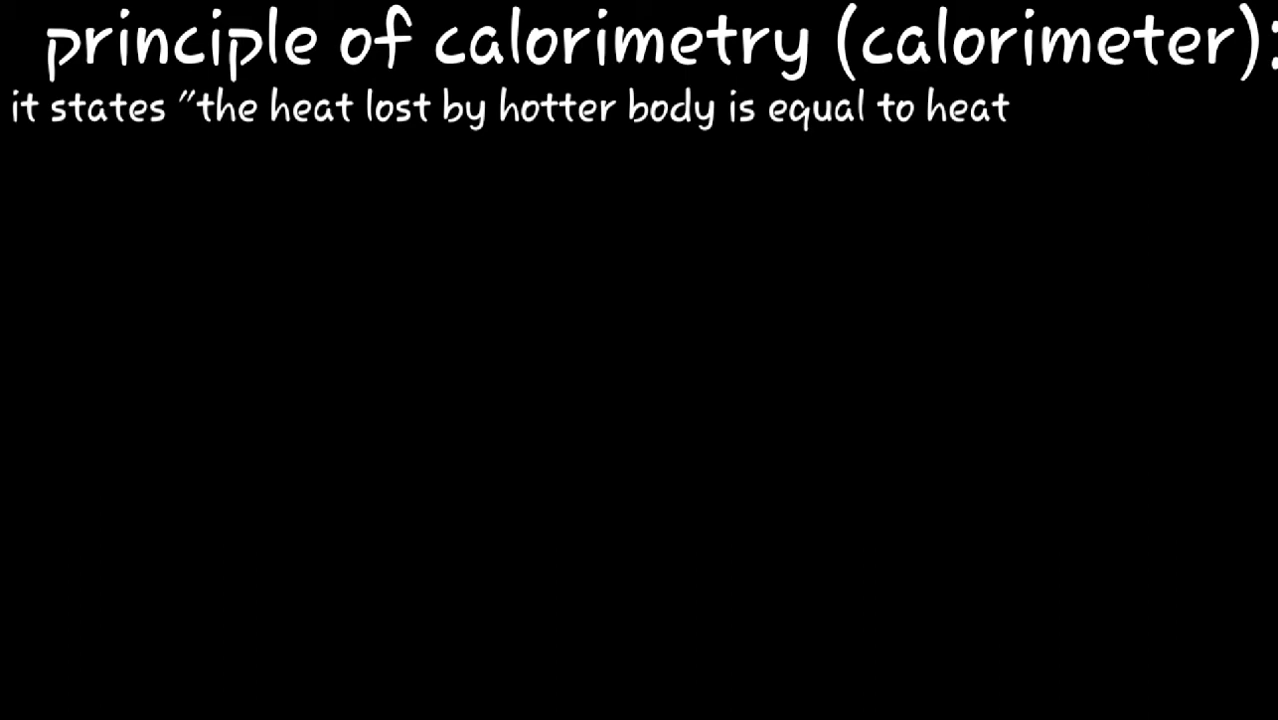 principle of calorimetry (calorimeter):
it states "the heat lost by hotter body is equal to heat